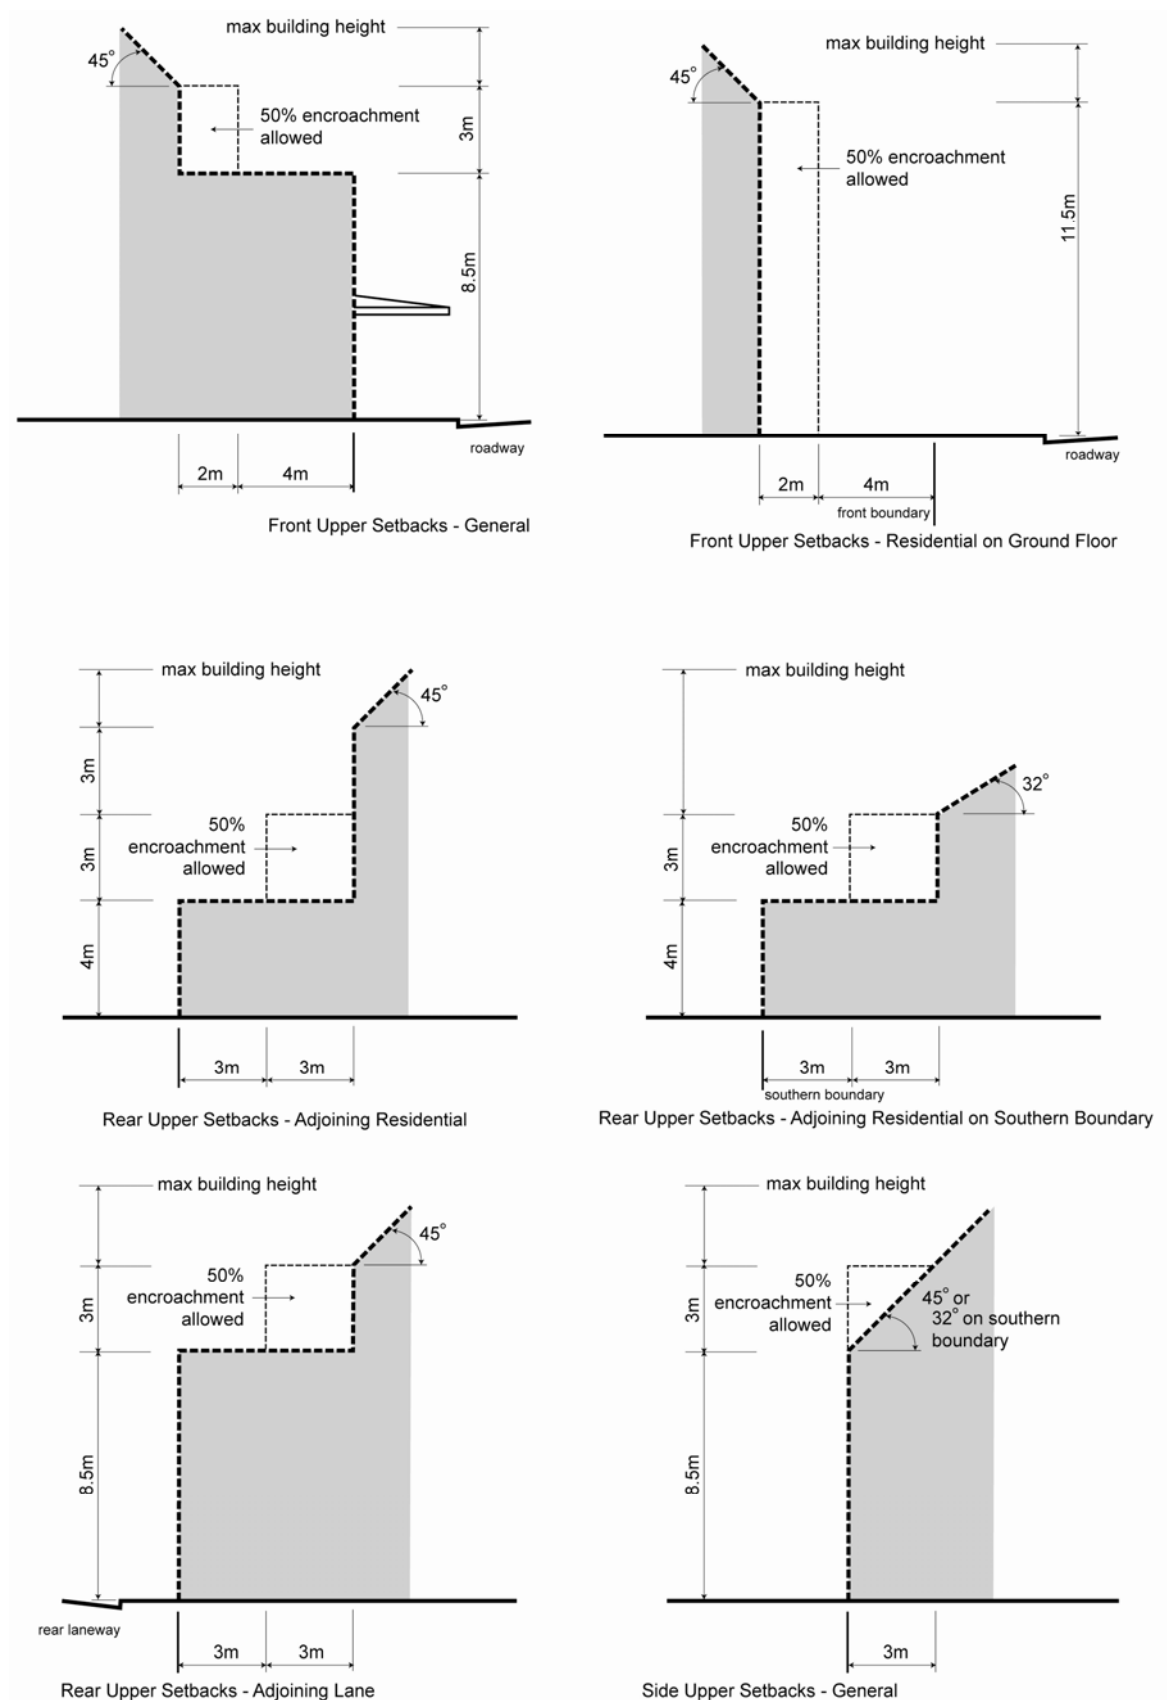 max building height
45°
50% encroachment
allowed
3m
8.5m
roadway
2m
4m
Front Upper Setbacks - General
max building height
45°
50% encroachment
allowed
11.5m
roadway
2m
4m
front boundary
Front Upper Setbacks - Residential on Ground Floor
max building height
45°
3m
50%
encroachment
allowed
3m
4m
3m
3m
Rear Upper Setbacks - Adjoining Residential
max building height
32°
50%
encroachment
allowed
3m
4m
3m
3m
southern boundary
Rear Upper Setbacks - Adjoining Residential on Southern Boundary
max building height
45°
50%
encroachment
allowed
3m
8.5m
rear laneway
3m
3m
Rear Upper Setbacks - Adjoining Lane
max building height
50%
encroachment
allowed
45° or
32° on southern
boundary
3m
8.5m
3m
Side Upper Setbacks - General